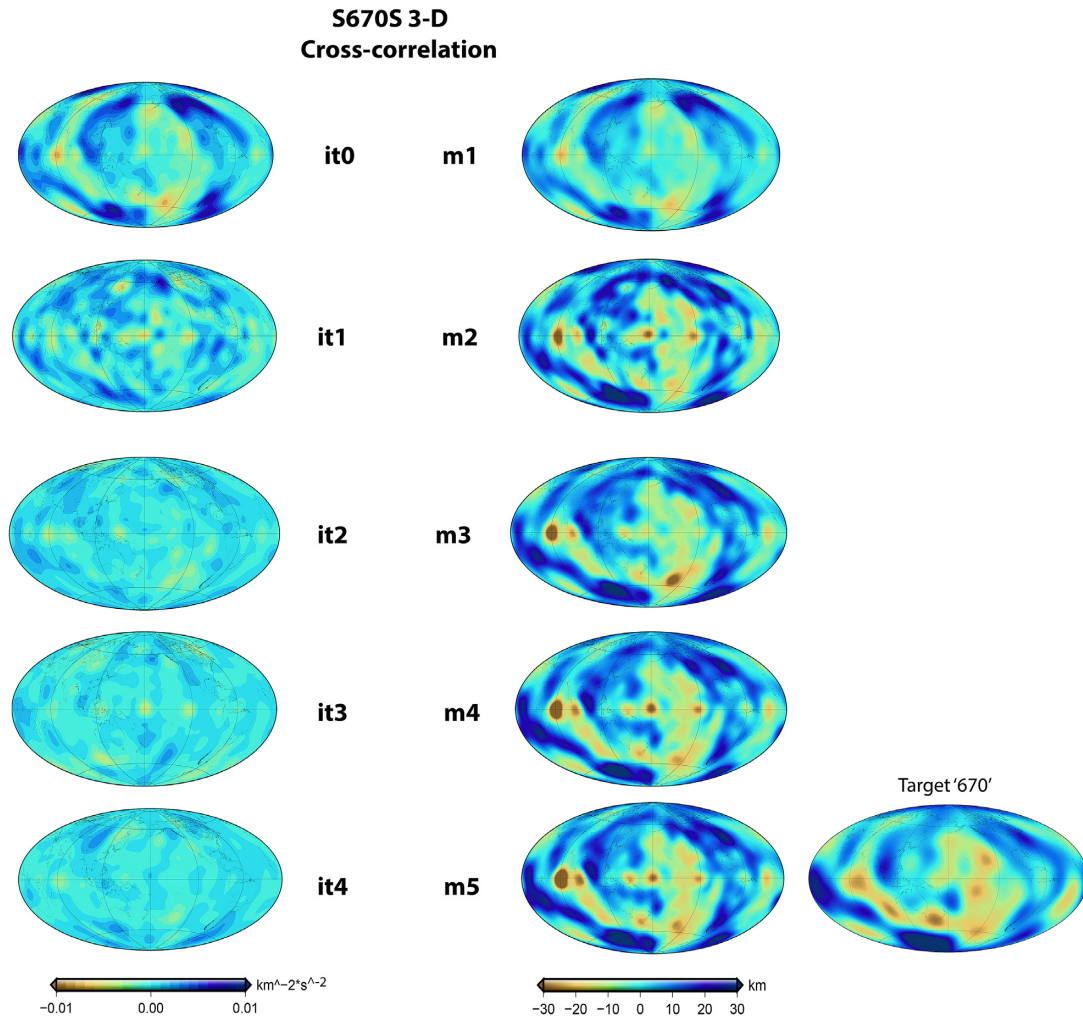 S670S 3-D
Cross-correlation
it0 m1
it1 m2
it2 m3
it3 m4
Target ‘670’
it4 m5
km^−2*s^-2
−0.01 0.00 0.01
km
−30 −20 −10 0 10 20 30